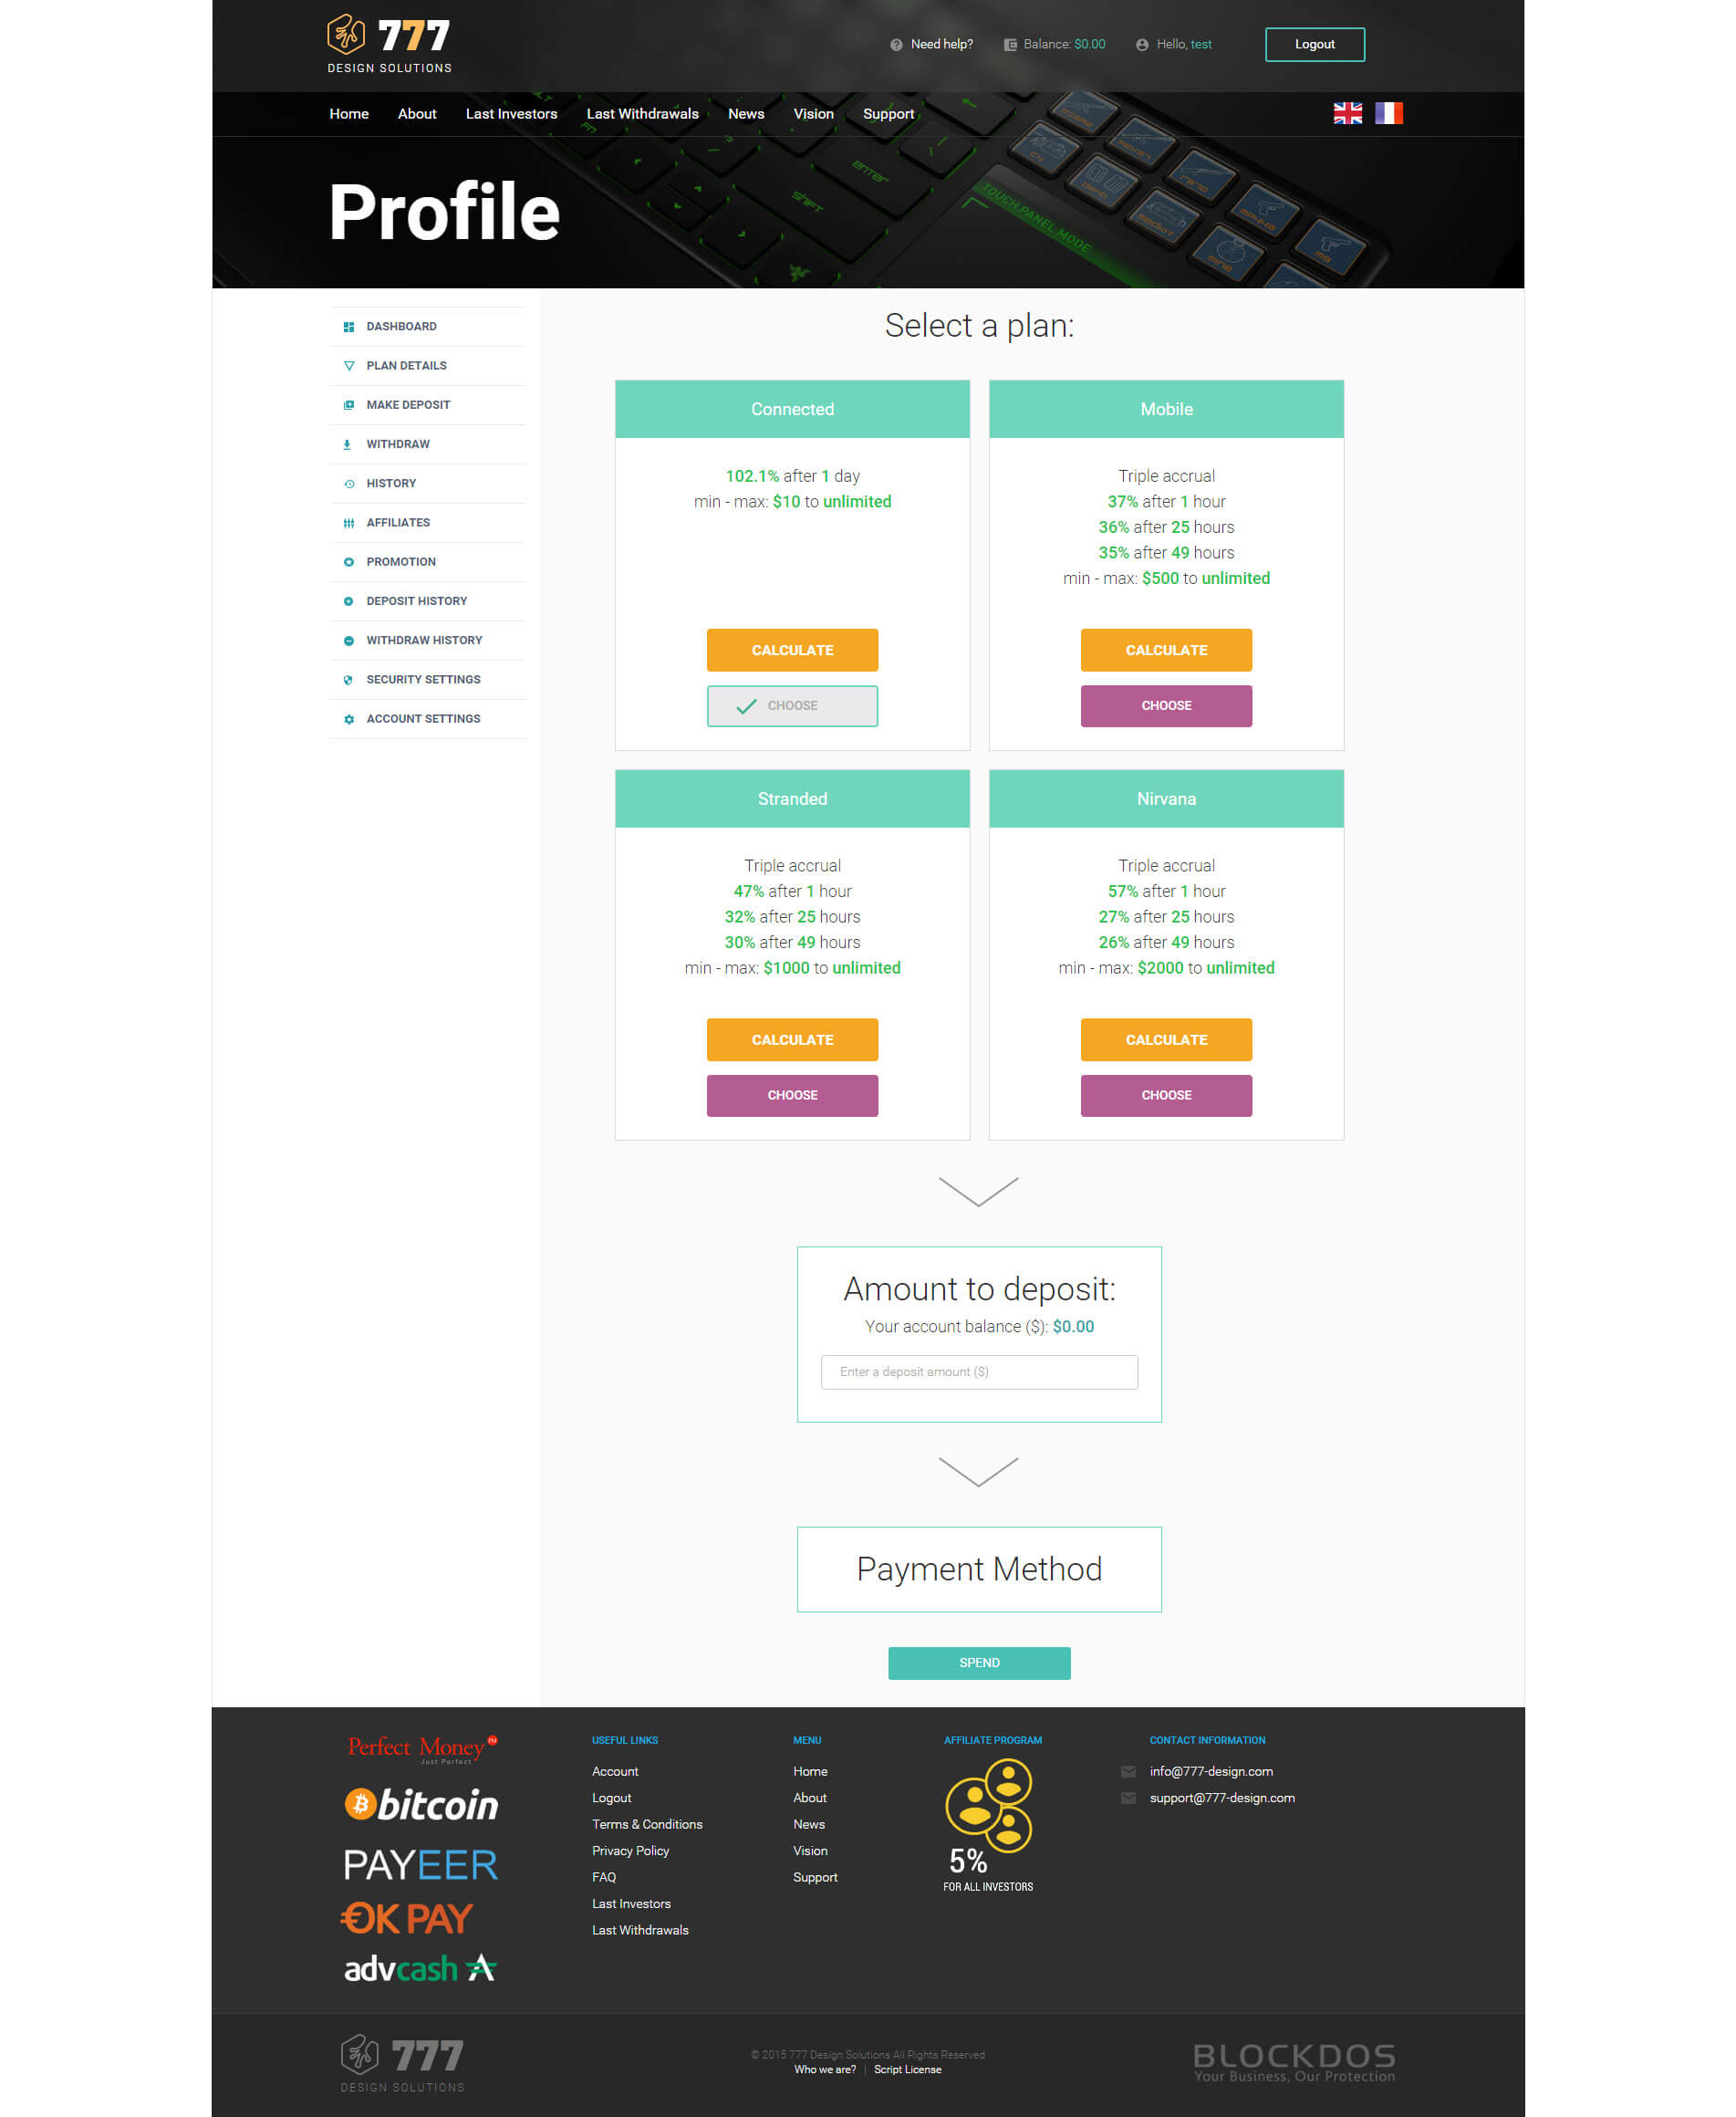 777
DESIGN SOLUTIONS
Need help?
Balance: $0.00
Hello, test
Logout
Home
About
Last Investors
Last Withdrawals
News
Vision
Support
enter
shift
TOUCH PANEL MODE
Profile
DASHBOARD
PLAN DETAILS
MAKE DEPOSIT
WITHDRAW
HISTORY
AFFILIATES
PROMOTION
DEPOSIT HISTORY
WITHDRAW HISTORY
SECURITY SETTINGS
ACCOUNT SETTINGS
Select a plan:
Connected
102.1% after 1 day
min - max: $10 to unlimited
CALCULATE
CHOOSE
Mobile
Triple accrual
37% after 1 hour
36% after 25 hours
35% after 49 hours
min - max: $500 to unlimited
CALCULATE
CHOOSE
Stranded
Triple accrual
47% after 1 hour
32% after 25 hours
30% after 49 hours
min - max: $1000 to unlimited
CALCULATE
CHOOSE
Nirvana
Triple accrual
57% after 1 hour
27% after 25 hours
26% after 49 hours
min - max: $2000 to unlimited
CALCULATE
CHOOSE
Amount to deposit:
Your account balance ($): $0.00
Enter a deposit amount ($)
Payment Method
SPEND
Perfect Money PM
Just Perfect
bitcoin
PAYEER
OKPAY
advcash
USEFUL LINKS
Account
Logout
Terms & Conditions
Privacy Policy
FAQ
Last Investors
Last Withdrawals
MENU
Home
About
News
Vision
Support
AFFILIATE PROGRAM
5%
FOR ALL INVESTORS
CONTACT INFORMATION
info@777-design.com
support@777-design.com
777
DESIGN SOLUTIONS
© 2015 777 Design Solutions All Rights Reserved
Who we are? | Script License
BLOCKDOS
Your Business, Our Protection